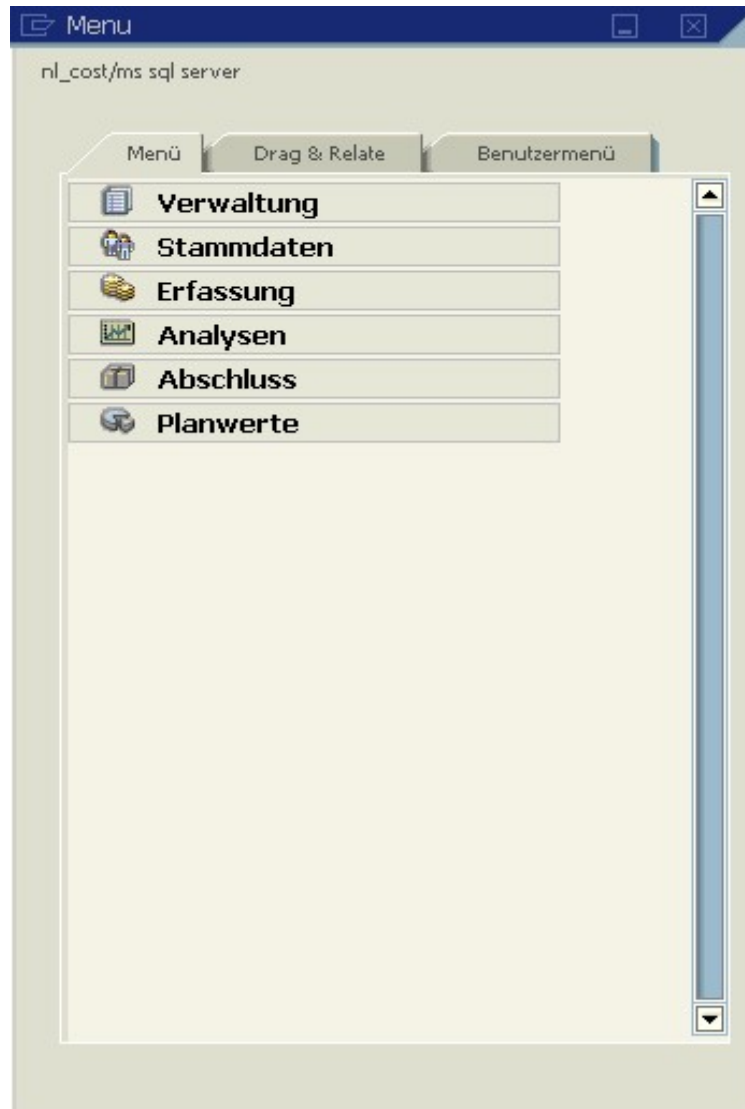 Menu
nl_cost/ms sql server
Menü Drag & Relate Benutzermenü
Verwaltung
Stammdaten
Erfassung
Analysen
Abschluss
Planwerte